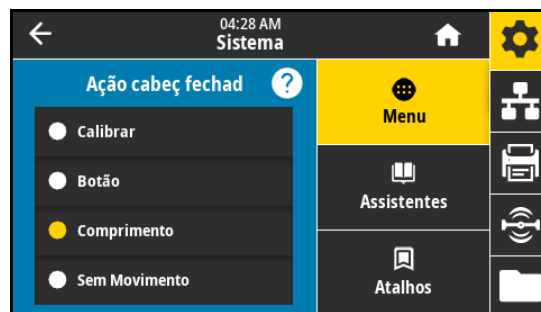 04:28 AM
Sistema
Ação cabeç fechad
?
Calibrar
Botão
Comprimento
Sem Movimento
Menu
Assistentes
Atalhos